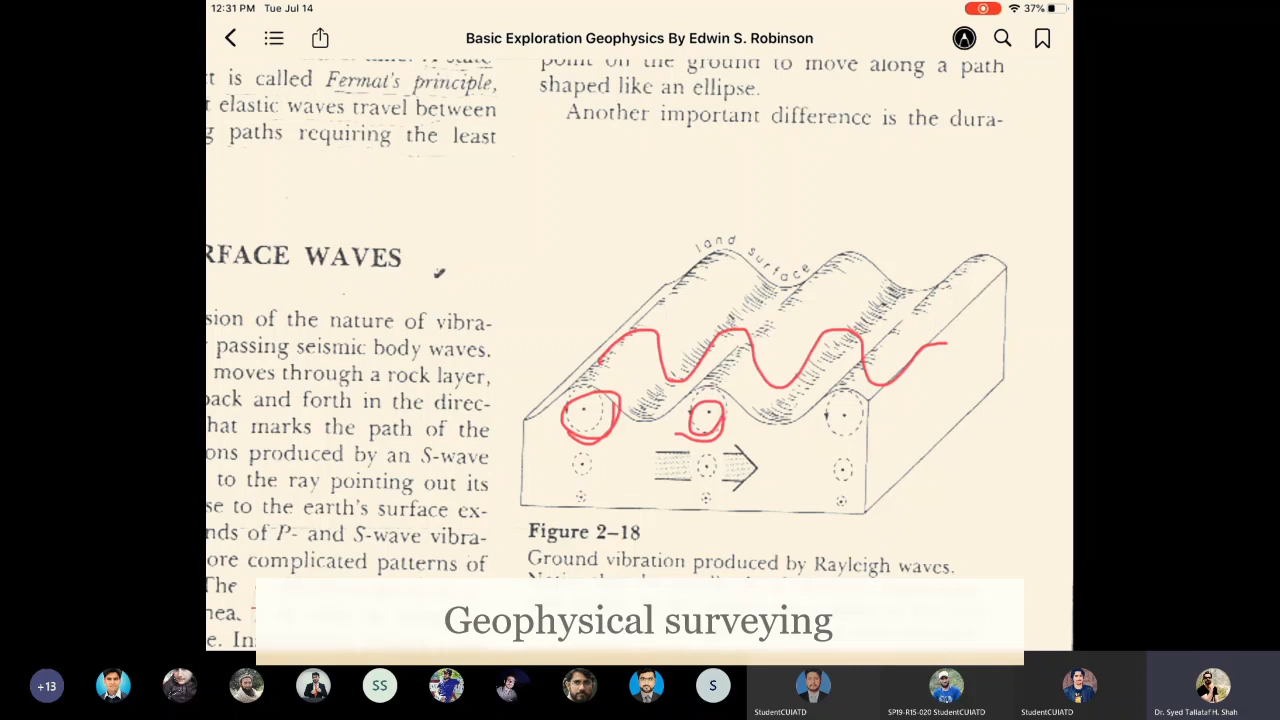 12:31 PM Tue Jul 14
37%
Basic Exploration Geophysics By Edwin S. Robinson
ct is called Fermat's principle,
t elastic waves travel between
g paths requiring the least
RFACE WAVES
sion of the nature of vibra-
passing seismic body waves.
moves through a rock layer,
back and forth in the direc-
hat marks the path of the
ons produced by an S-wave
to the ray pointing out its
se to the earth's surface ex-
nds of P- and S-wave vibra-
ore complicated patterns of
The
nea.
e. In
point on the ground to move along a path
shaped like an ellipse.
Another important difference is the dura-
land surface
Figure 2–18
Ground vibration produced by Rayleigh waves.
Geophysical surveying
+13
SS
S
StudentCUIATD
SP19-R15-020 StudentCUIATD
StudentCUIATD
Dr. Syed Tallataf H. Shah